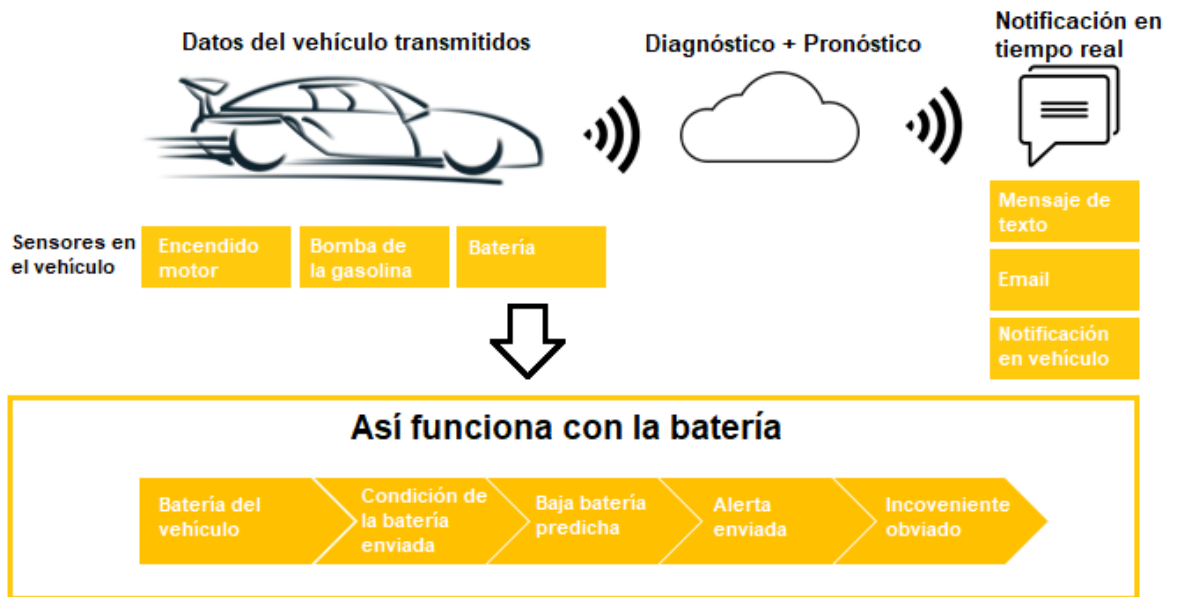 Datos del vehículo transmitidos
Diagnóstico + Pronóstico
Notificación en
tiempo real
Sensores en
el vehículo
Encendido
motor
Bomba de
la gasolina
Batería
Mensaje de
texto
Email
Notificación
en vehículo
Así funciona con la batería
Batería del
vehículo
Condición de
la batería
enviada
Baja batería
predicha
Alerta
enviada
Incoveniente
obviado